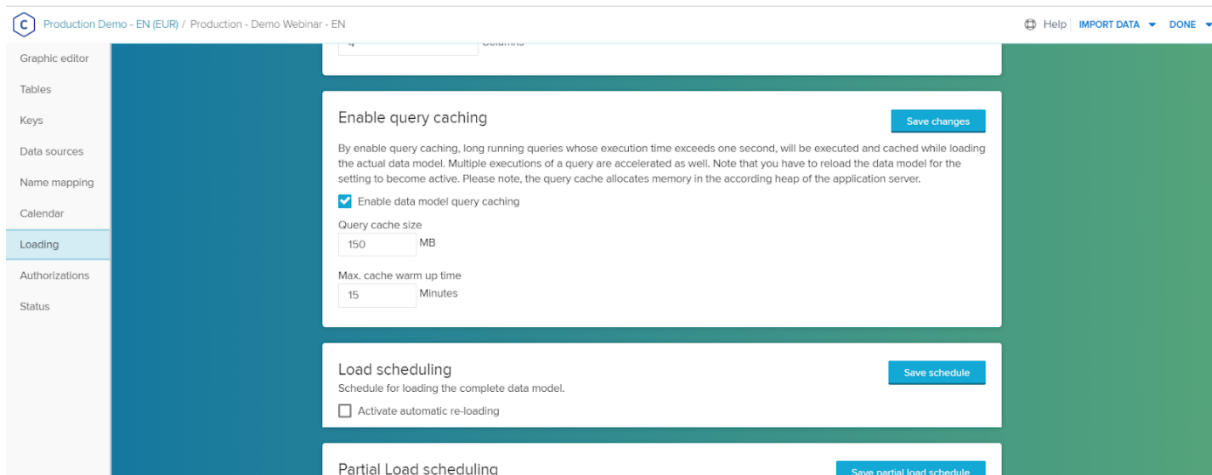 C Production Demo - EN (EUR) / Production - Demo Webinar - EN
Help IMPORT DATA DONE
Graphic editor
Tables
Keys
Data sources
Name mapping
Calendar
Loading
Authorizations
Status
Enable query caching
Save changes
By enable query caching, long running queries whose execution time exceeds one second, will be executed and cached while loading
the actual data model. Multiple executions of a query are accelerated as well. Note that you have to reload the data model for the
setting to become active. Please note, the query cache allocates memory in the according heap of the application server.
Enable data model query caching
Query cache size
150 MB
Max. cache warm up time
15 Minutes
Load scheduling
Save schedule
Schedule for loading the complete data model.
Activate automatic re-loading
Partial Load scheduling
Save partial load schedule